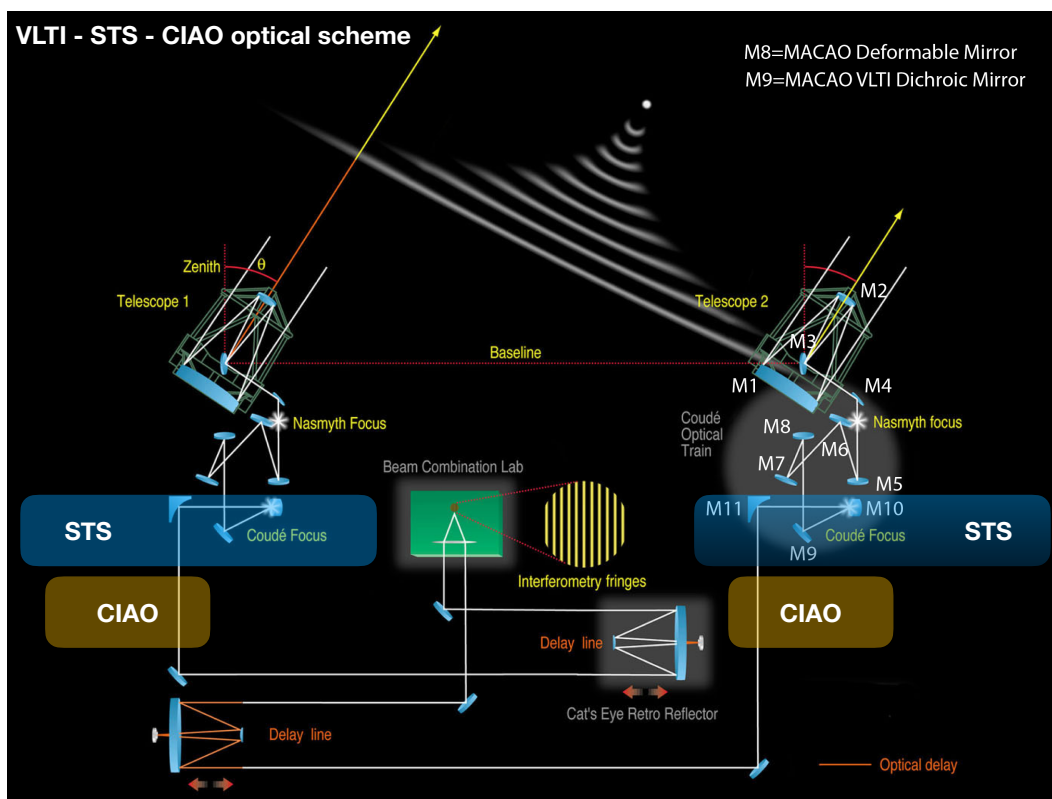 VLTI - STS - CIAO optical scheme
M8=MACAO Deformable Mirror
M9=MACAO VLTI Dichroic Mirror
Zenith
θ
Telescope 1
Telescope 2
M2
M3
Baseline
M1
M4
Nasmyth Focus
Coudé
Optical
Train
Nasmyth focus
M8
M6
M7
Beam Combination Lab
M5
M11
M10
STS
Coudé Focus
Coudé Focus
STS
M9
Interferometry fringes
CIAO
CIAO
Delay line
Cat's Eye Retro Reflector
Delay line
Optical delay